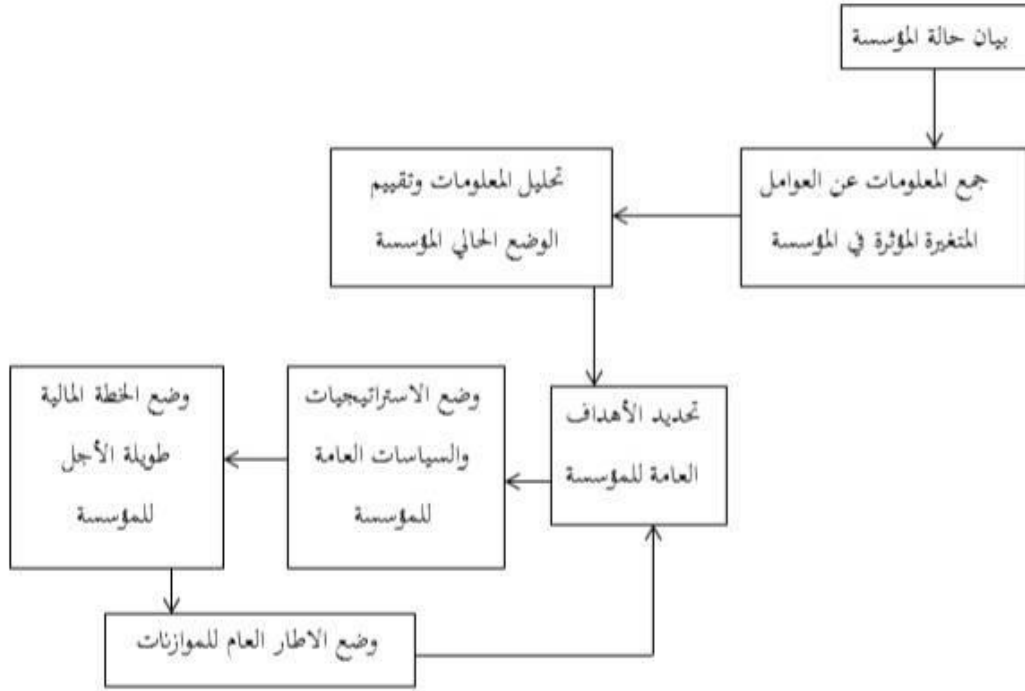 بيان حالة المؤسسة
جمع المعلومات عن العوامل
المتغيرة المؤثرة في المؤسسة
تحليل المعلومات وتقييم
الوضع الحالي المؤسسة
تحديد الأهداف
العامة للمؤسسة
وضع الاستراتيجيات
والسياسات العامة
للمؤسسة
وضع الخطة المالية
طويلة الأجل
للمؤسسة
وضع الاطار العام للموازنات